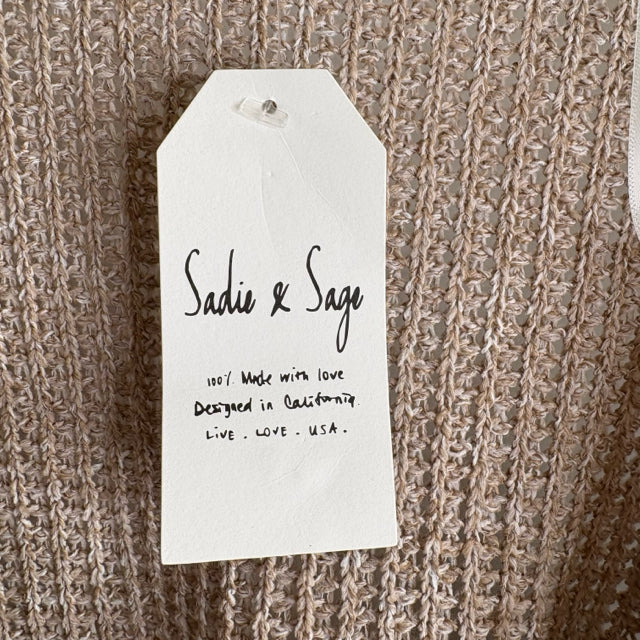 Sadie & Sage
100% Made with love
Designed in California.
LIVE . LOVE . USA .